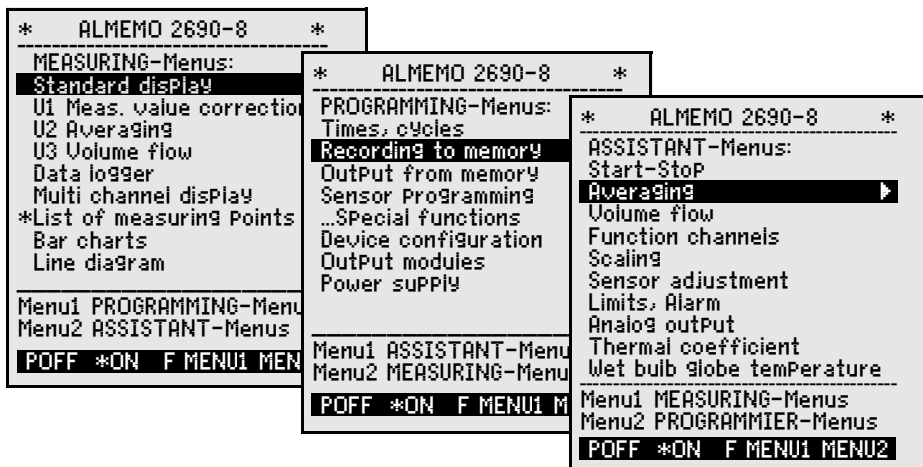 * ALMEMO 2690-8 *
MEASURING-Menus:
Standard display
U1 Meas. value correction
U2 Averaging
U3 Volume flow
Data logger
Multi channel display
*List of measuring points
Bar charts
Line diagram
Menu1 PROGRAMMING-Menu
Menu2 ASSISTANT-Menus
POFF *ON F MENU1 MEN
* ALMEMO 2690-8 *
PROGRAMMING-Menus:
Times, cycles
Recording to memory
Output from memory
Sensor programming
...Special functions
Device configuration
Output modules
Power supply
Menu1 ASSISTANT-Menu
Menu2 MEASURING-Menu
POFF *ON F MENU1 M
* ALMEMO 2690-8 *
ASSISTANT-Menus:
Start-Stop
Averaging
Volume flow
Function channels
Scaling
Sensor adjustment
Limits, Alarm
Analog output
Thermal coefficient
Wet bulb globe temperature
Menu1 MEASURING-Menus
Menu2 PROGRAMMIER-Menus
POFF *ON F MENU1 MENU2